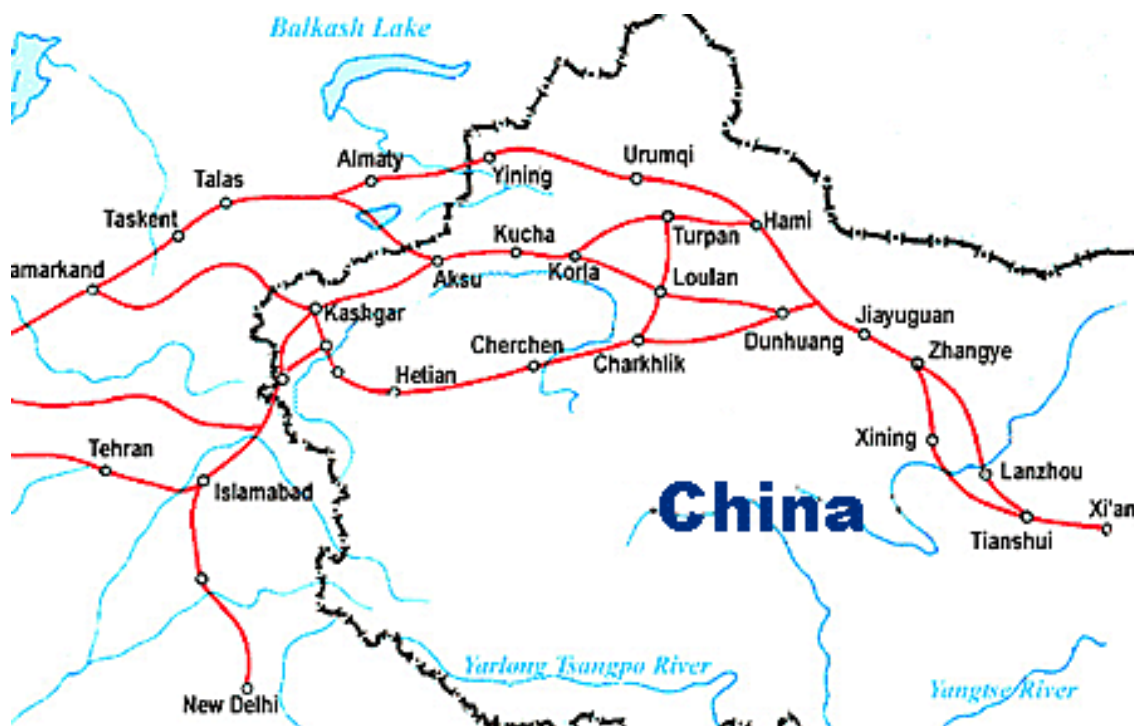 Balkash Lake
Almaty
Yining
Urumqi
Talas
Taskent
Kucha
Turpan
Hami
amarkand
Aksu
Korla
Loulan
Kashgar
Jiayuguan
Cherchen
Charkhlik
Dunhuang
Zhangye
Hetian
Tehran
Xining
Islamabad
Lanzhou
China
Xi'an
Tianshui
Yarlong Tsangpo River
Yangtse River
New Delhi